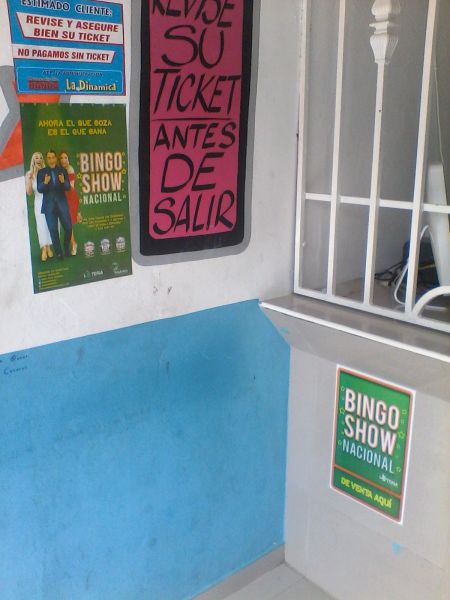 ESTIMADO CLIENTE:
REVISE Y ASEGURE
BIEN SU TICKET
NO PAGAMOS SIN TICKET
La Dinamica
AHORA EL QUE GOZA
ES EL QUE GANA
BINGO
SHOW
NACIONAL
REVISE
SU
TICKET
ANTES
DE
SALIR
BINGO
SHOW
NACIONAL
DE VENTA AQUÍ